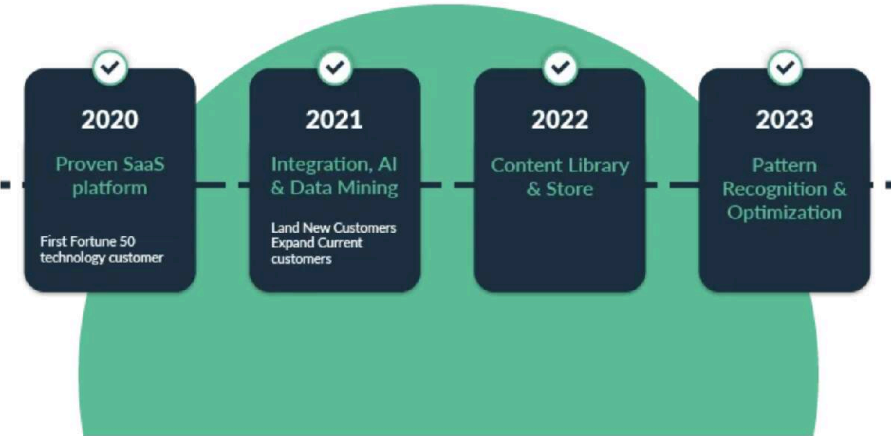 2020
Proven SaaS
platform
First Fortune 50
technology customer
2021
Integration, AI
& Data Mining
Land New Customers
Expand Current
customers
2022
Content Library
& Store
2023
Pattern
Recognition &
Optimization